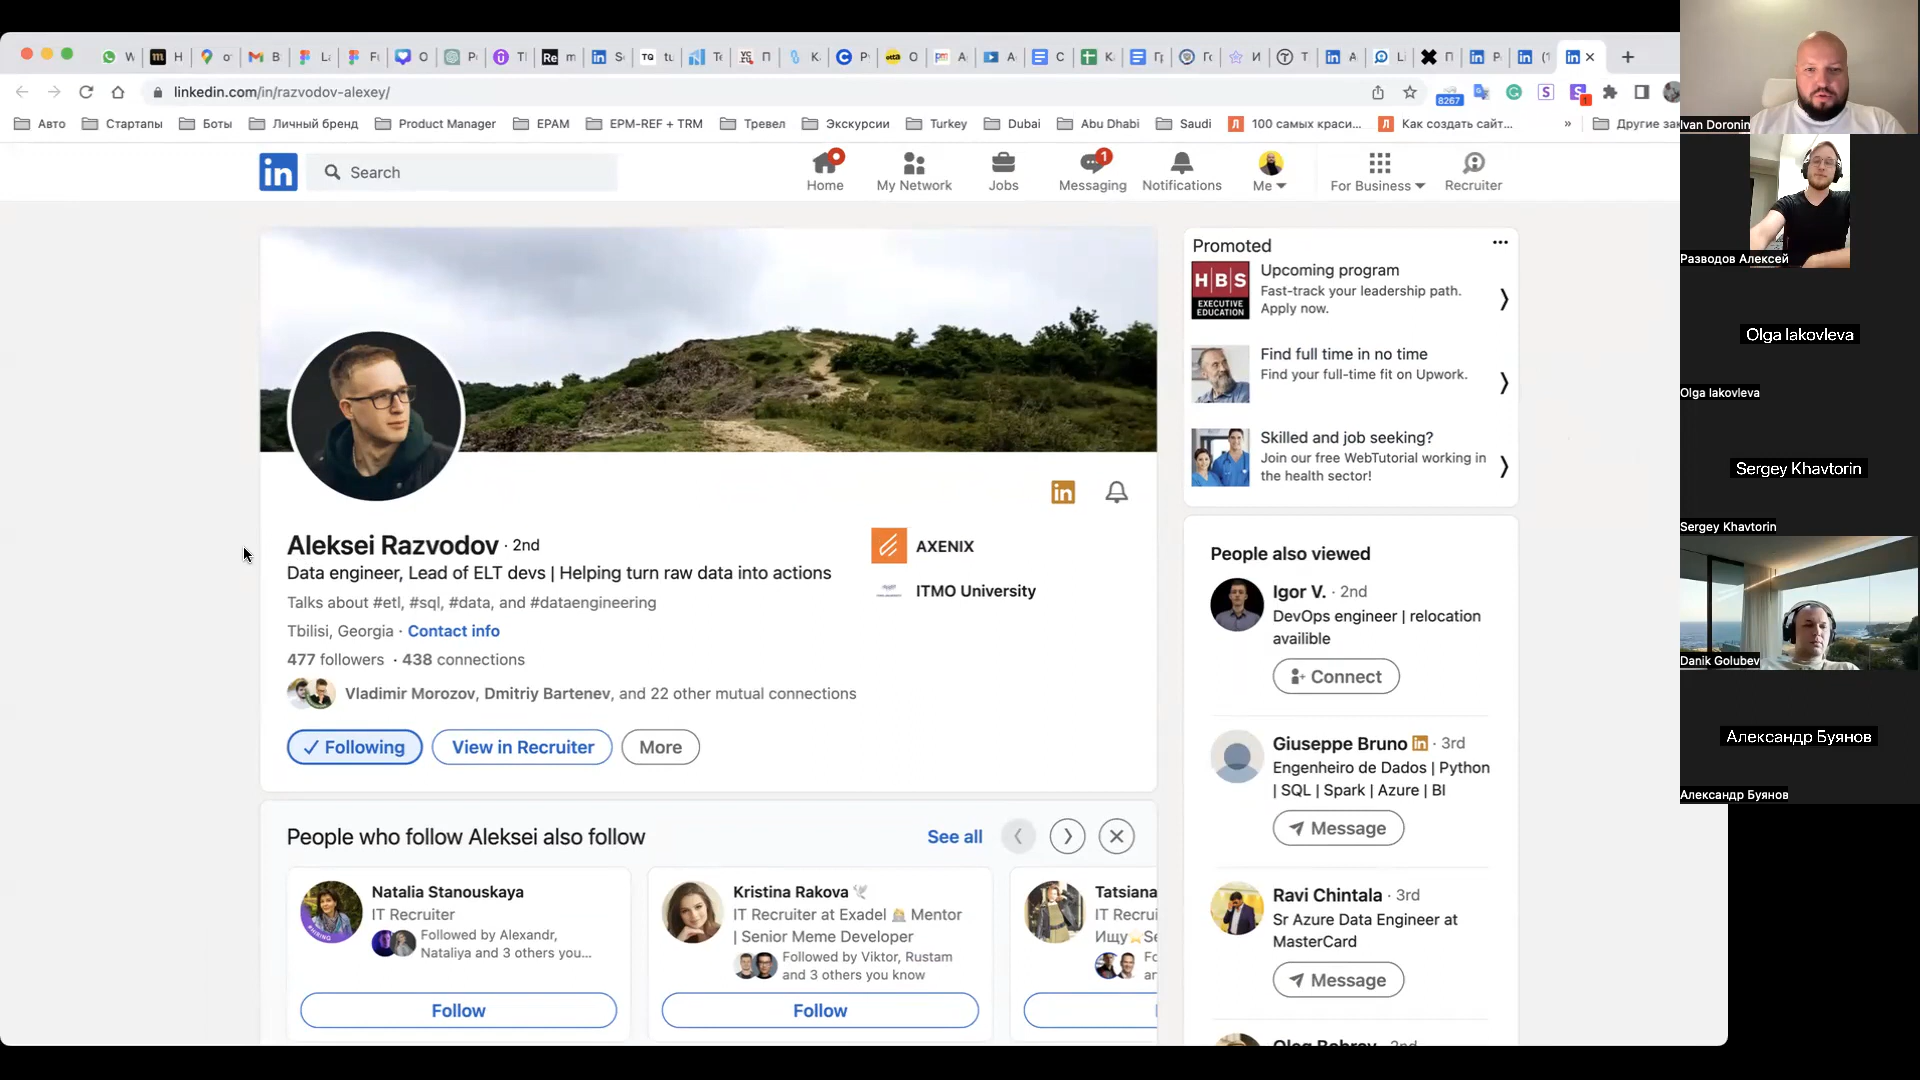 linkedin.com/in/razvodov-alexey/
8267
1
Авто
Стартапы
Боты
Личный бренд
Product Manager
EPAM
EPM-REF + TRM
Тревел
Экскурсии
Turkey
Dubai
Abu Dhabi
Saudi
100 самых краси...
Как создать сайт...
»
in
Search
Home
My Network
Jobs
1
Messaging
Notifications
Me
For Business
Recruiter
Aleksei Razvodov · 2nd
Data engineer, Lead of ELT devs | Helping turn raw data into actions
Talks about #etl, #sql, #data, and #dataengineering
Tbilisi, Georgia · Contact info
477 followers · 438 connections
Vladimir Morozov, Dmitriy Bartenev, and 22 other mutual connections
✓ Following
View in Recruiter
More
in
AXENIX
ITMO University
People who follow Aleksei also follow
See all
Natalia Stanouskaya
IT Recruiter
Followed by Alexandr,
Nataliya and 3 others you...
Follow
Kristina Rakova 🕊
IT Recruiter at Exadel Mentor
| Senior Meme Developer
Followed by Viktor, Rustam
and 3 others you know
Follow
Tatsiana
Promoted
HBS
EXECUTIVE
EDUCATION
Upcoming program
Fast-track your leadership path.
Apply now.
Find full time in no time
Find your full-time fit on Upwork.
Skilled and job seeking?
Join our free WebTutorial working in
the health sector!
People also viewed
Igor V. · 2nd
DevOps engineer | relocation
availible
Connect
Giuseppe Bruno in · 3rd
Engenheiro de Dados | Python
| SQL | Spark | Azure | BI
Message
Ravi Chintala · 3rd
Sr Azure Data Engineer at
MasterCard
Message
Ivan Doronin
Разводов Алексей
Olga Iakovleva
Olga Iakovleva
Sergey Khavtorin
Sergey Khavtorin
Danik Golubev
Александр Буянов
Александр Буянов